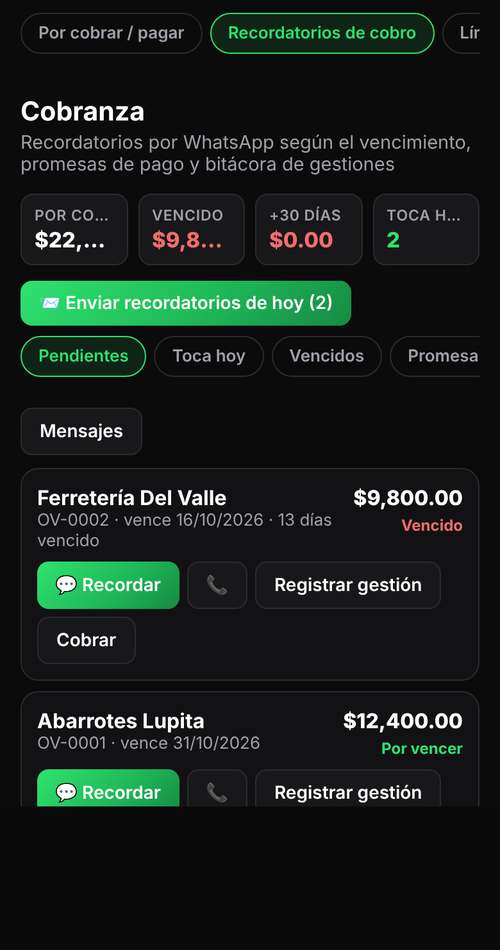 Por cobrar / pagar
Recordatorios de cobro
Lír
Cobranza
Recordatorios por WhatsApp según el vencimiento,
promesas de pago y bitácora de gestiones
POR CO...
VENCIDO
+30 DÍAS
TOCA H...
$22,...
$9,8...
$0.00
2
📨 Enviar recordatorios de hoy (2)
Pendientes
Toca hoy
Vencidos
Promesa
Mensajes
Ferretería Del Valle
$9,800.00
OV-0002 · vence 16/10/2026 · 13 días
vencido
Vencido
💬 Recordar
📞
Registrar gestión
Cobrar
Abarrotes Lupita
$12,400.00
OV-0001 · vence 31/10/2026
Por vencer
💬 Recordar
📞
Registrar gestión